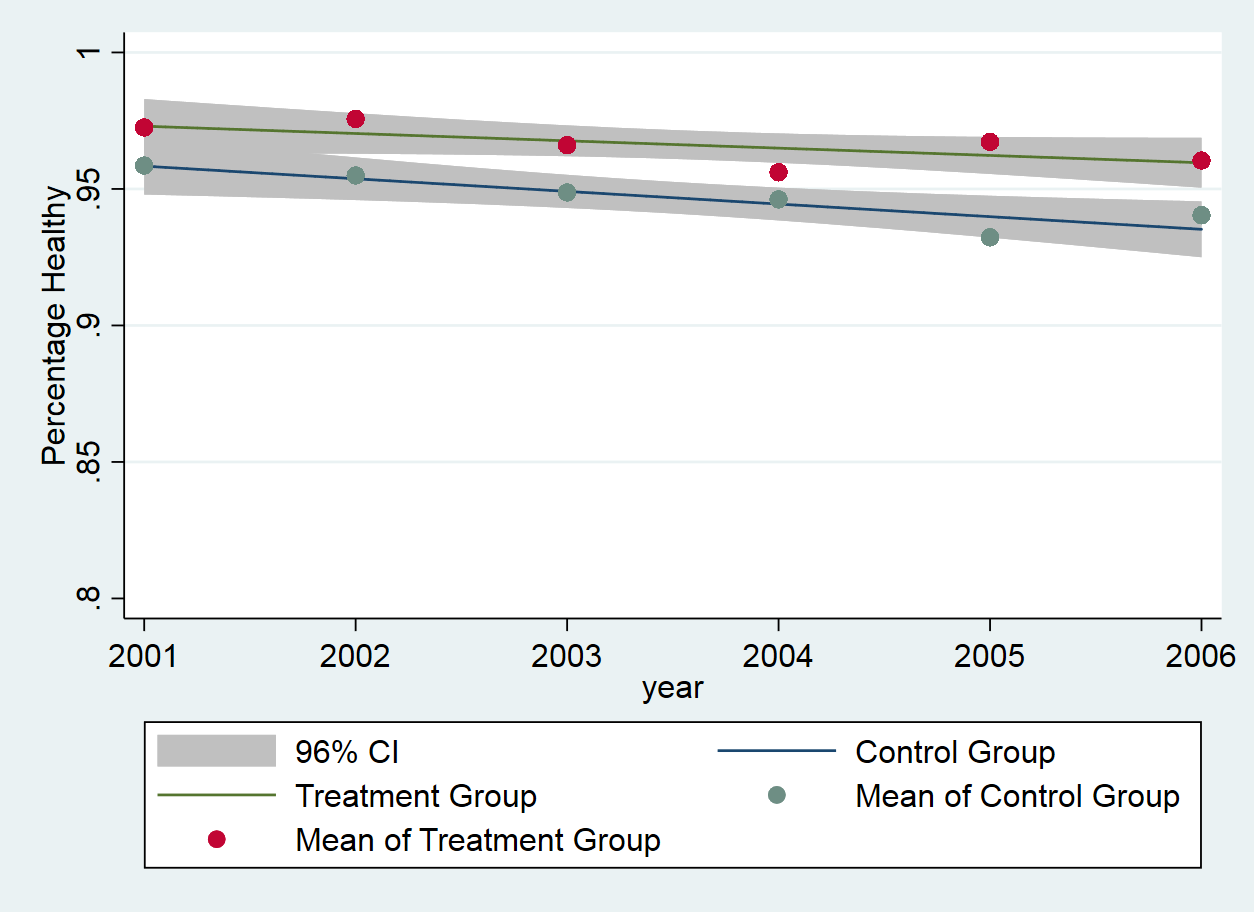 Percentage Healthy
1
.95
.9
.85
.8
2001 2002 2003 2004 2005 2006
year
96% CI
Control Group
Treatment Group
Mean of Control Group
Mean of Treatment Group